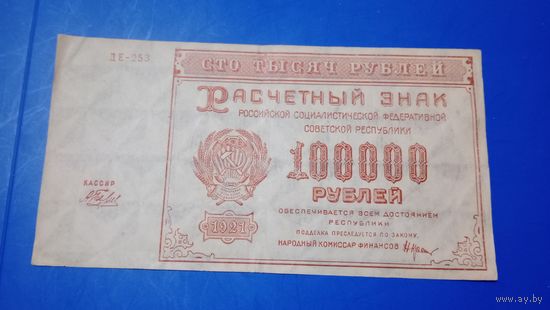 ДЕ-253
СТО ТЫСЯЧ РУБЛЕЙ
РАСЧЕТНЫЙ ЗНАК
РОССИЙСКОЙ СОЦИАЛИСТИЧЕСКОЙ ФЕДЕРАТИВНОЙ
СОВЕТСКОЙ РЕСПУБЛИКИ
100000
РУБЛЕЙ
КАССИР
1921
ОБЕСПЕЧИВАЕТСЯ ВСЕМ ДОСТОЯНИЕМ
РЕСПУБЛИКИ
ПОДДЕЛКА ПРЕСЛЕДУЕТСЯ ПО ЗАКОНУ.
НАРОДНЫЙ КОМИССАР ФИНАНСОВ
www.ay.by